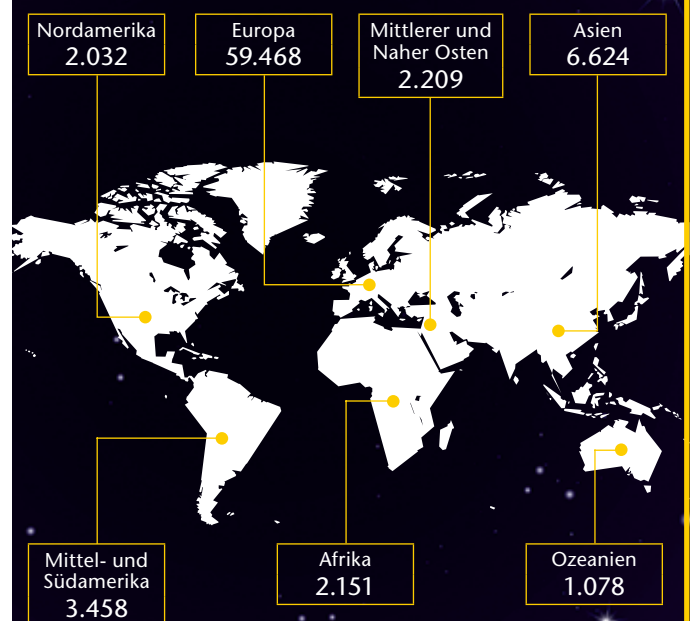 Nordamerika
2.032
Europa
59.468
Mittlerer und
Naher Osten
2.209
Asien
6.624
Mittel- und
Südamerika
3.458
Afrika
2.151
Ozeanien
1.078